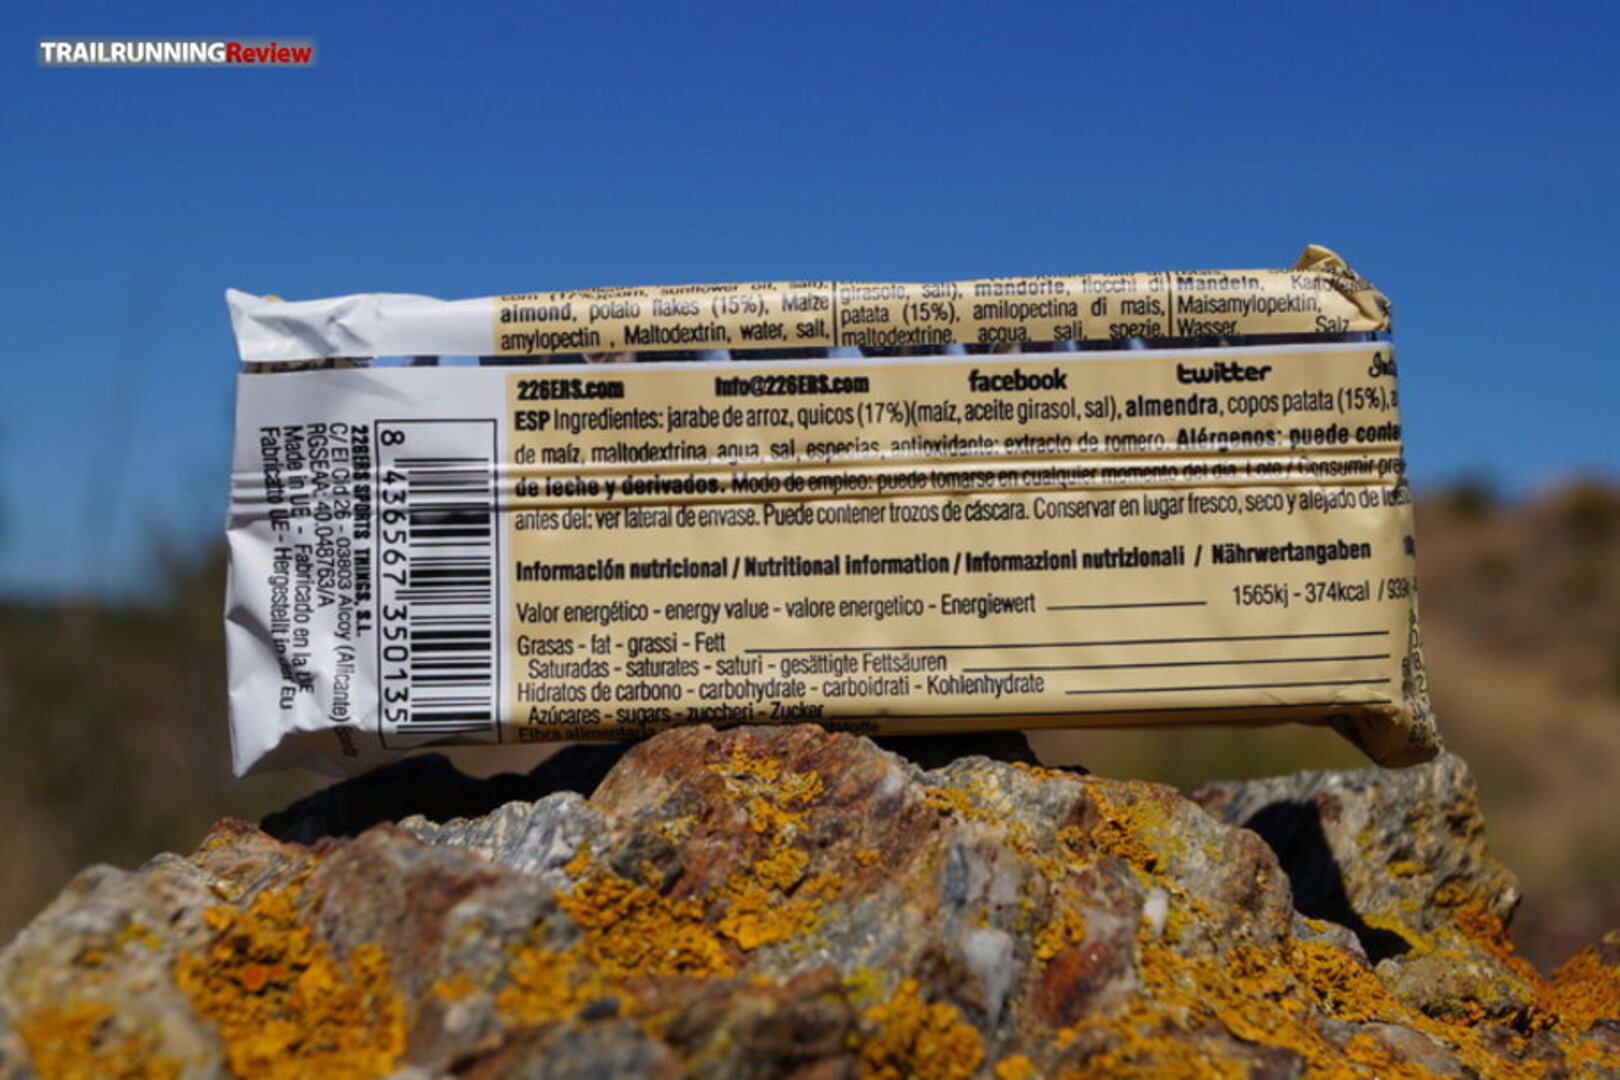 TRAILRUNNINGReview
almond, potato flakes (15%), Maize
amylopectin , Maltodextrin, water, salt,
girasole, sali), mandorle, fiocchi di
patata (15%), amilopectina di mais,
maltodextrine, acqua, sali, spezie,
Mandeln,
Maisamylopektin,
Wasser, Salz
226ERS.com Info@226ERS.com facebook twitter
ESP Ingredientes: jarabe de arroz, quicos (17%)(maíz, aceite girasol, sal), almendra, copos patata (15%),
de maíz, maltodextrina, agua, sal, especias, antioxidante: extracto de romero. Alérgenos: puede
de leche y derivados. Modo de empleo: puede tomarse en cualquier momento del día. Lote / Consumir
antes del: ver lateral de envase. Puede contener trozos de cáscara. Conservar en lugar fresco, seco y alejado de
Información nutricional / Nutritional information / Informazioni nutrizionali / Nährwertangaben
Valor energético - energy value - valore energetico - Energiewert 1565kj - 374kcal /
Grasas - fat - grassi - Fett
Saturadas - saturates - saturi - gesättigte Fettsäuren
Hidratos de carbono - carbohydrate - carboidrati - Kohlenhydrate
Azúcares - sugars - zuccheri - Zucker
Fibra alimentaria
8 436567 350135
226ERS SPORTS THINGS, S.L.
C/ El Cid 26 - 03803 Alcoy (Alicante)
RGSEAA: 40.048763/A
Made in UE - Fabricado en la UE
Fabricato UE - Hergestellt in der EU